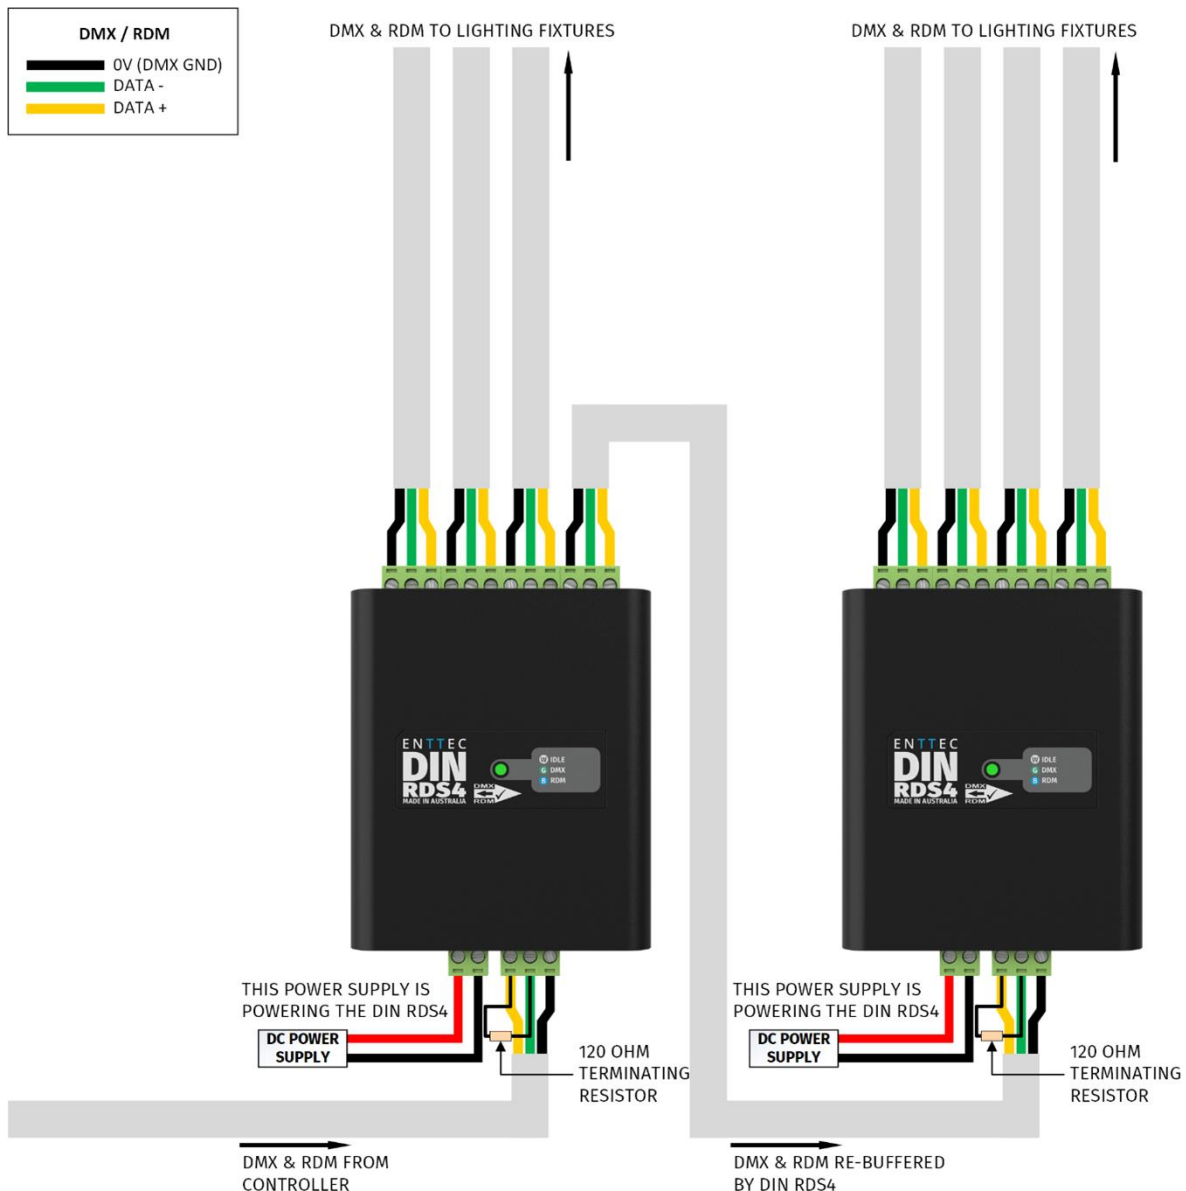 DMX / RDM
0V (DMX GND)
DATA -
DATA +
DMX & RDM TO LIGHTING FIXTURES
DMX & RDM TO LIGHTING FIXTURES
ENTTEC
DIN
RDS4
MADE IN AUSTRALIA
DMX
RDM
W IDLE
G DMX
B RDM
ENTTEC
DIN
RDS4
MADE IN AUSTRALIA
DMX
RDM
W IDLE
G DMX
B RDM
THIS POWER SUPPLY IS
POWERING THE DIN RDS4
DC POWER
SUPPLY
120 OHM
TERMINATING
RESISTOR
THIS POWER SUPPLY IS
POWERING THE DIN RDS4
DC POWER
SUPPLY
120 OHM
TERMINATING
RESISTOR
DMX & RDM FROM
CONTROLLER
DMX & RDM RE-BUFFERED
BY DIN RDS4